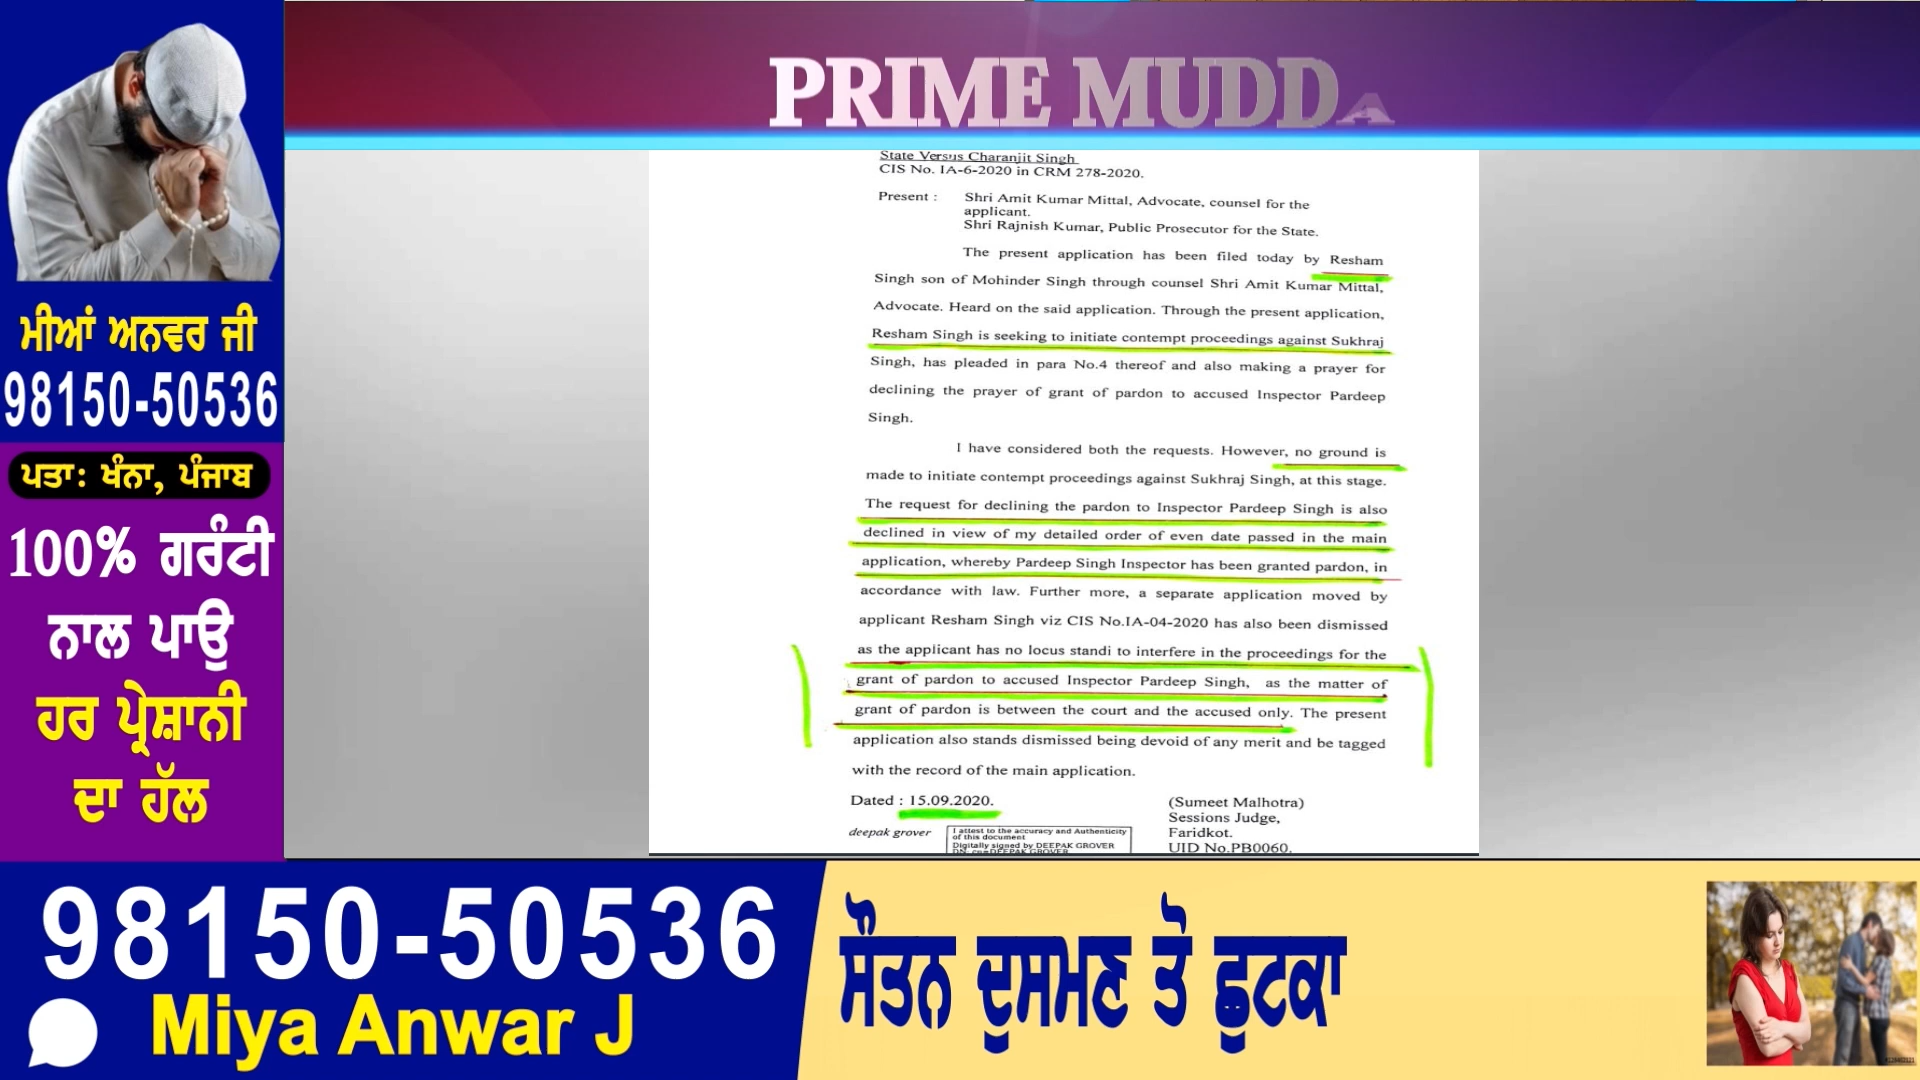 PRIME MUDDA
State Versus Charanjit Singh
CIS No. IA-6-2020 in CRM 278-2020.
Present : Shri Amit Kumar Mittal, Advocate, counsel for the
applicant.
Shri Rajnish Kumar, Public Prosecutor for the State.
The present application has been filed today by Resham
Singh son of Mohinder Singh through counsel Shri Amit Kumar Mittal,
Advocate. Heard on the said application. Through the present application,
Resham Singh is seeking to initiate contempt proceedings against Sukhraj
Singh, has pleaded in para No.4 thereof and also making a prayer for
declining the prayer of grant of pardon to accused Inspector Pardeep
Singh.
I have considered both the requests. However, no ground is
made to initiate contempt proceedings against Sukhraj Singh, at this stage.
The request for declining the pardon to Inspector Pardeep Singh is also
declined in view of my detailed order of even date passed in the main
application, whereby Pardeep Singh Inspector has been granted pardon, in
accordance with law. Further more, a separate application moved by
applicant Resham Singh viz CIS No.IA-04-2020 has also been dismissed
as the applicant has no locus standi to interfere in the proceedings for the
grant of pardon to accused Inspector Pardeep Singh, as the matter of
grant of pardon is between the court and the accused only. The present
application also stands dismissed being devoid of any merit and be tagged
with the record of the main application.
Dated : 15.09.2020.
(Sumeet Malhotra)
Sessions Judge,
Faridkot.
UID No.PB0060.
deepak grover
I attest to the accuracy and Authenticity
of this document
Digitally signed by DEEPAK GROVER
DN: cn=DEEPAK GROVER
ਮੀਆਂ ਅਨਵਰ ਜੀ
98150-50536
ਪਤਾ: ਖੰਨਾ, ਪੰਜਾਬ
100% ਗਰੰਟੀ
ਨਾਲ ਪਾਉ
ਹਰ ਪ੍ਰੇਸ਼ਾਨੀ
ਦਾ ਹੱਲ
98150-50536
Miya Anwar J
ਸੌਤਨ ਦੁਸਮਣ ਤੋ ਛੁਟਕਾ